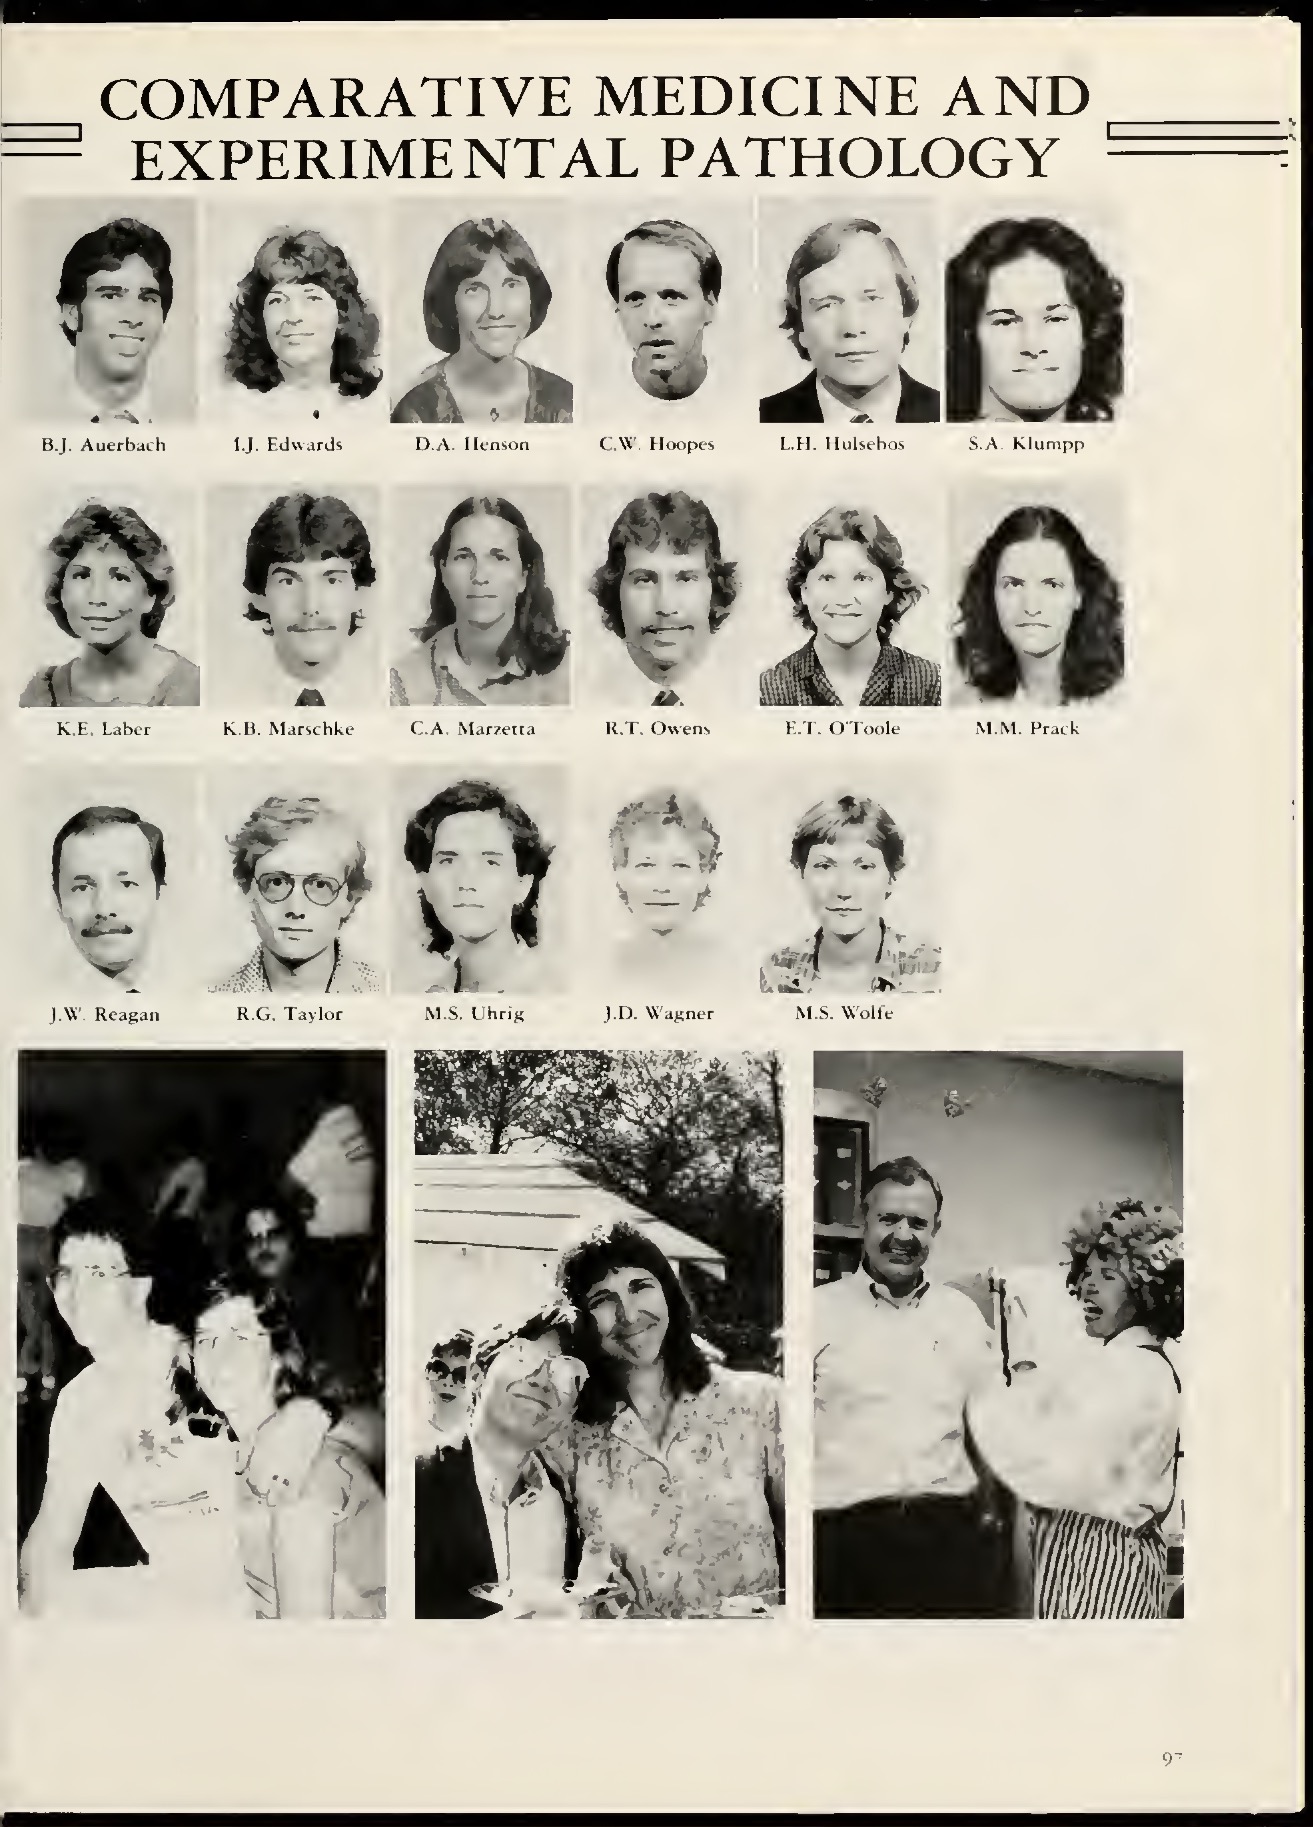 COMPARATIVE MEDICINE AND
EXPERIMENTAL PATHOLOGY
B.J. Auerbach I.J. Edwards D.A. Henson C.W. Hoopes L.H. Hulsebos S.A. Klumpp
K.E. Laber K.B. Marschke C.A. Marzetta R.T. Owens E.T. O'Toole M.M. Prack
J.W. Reagan R.G. Taylor M.S. Uhrig J.D. Wagner M.S. Wolfe
97